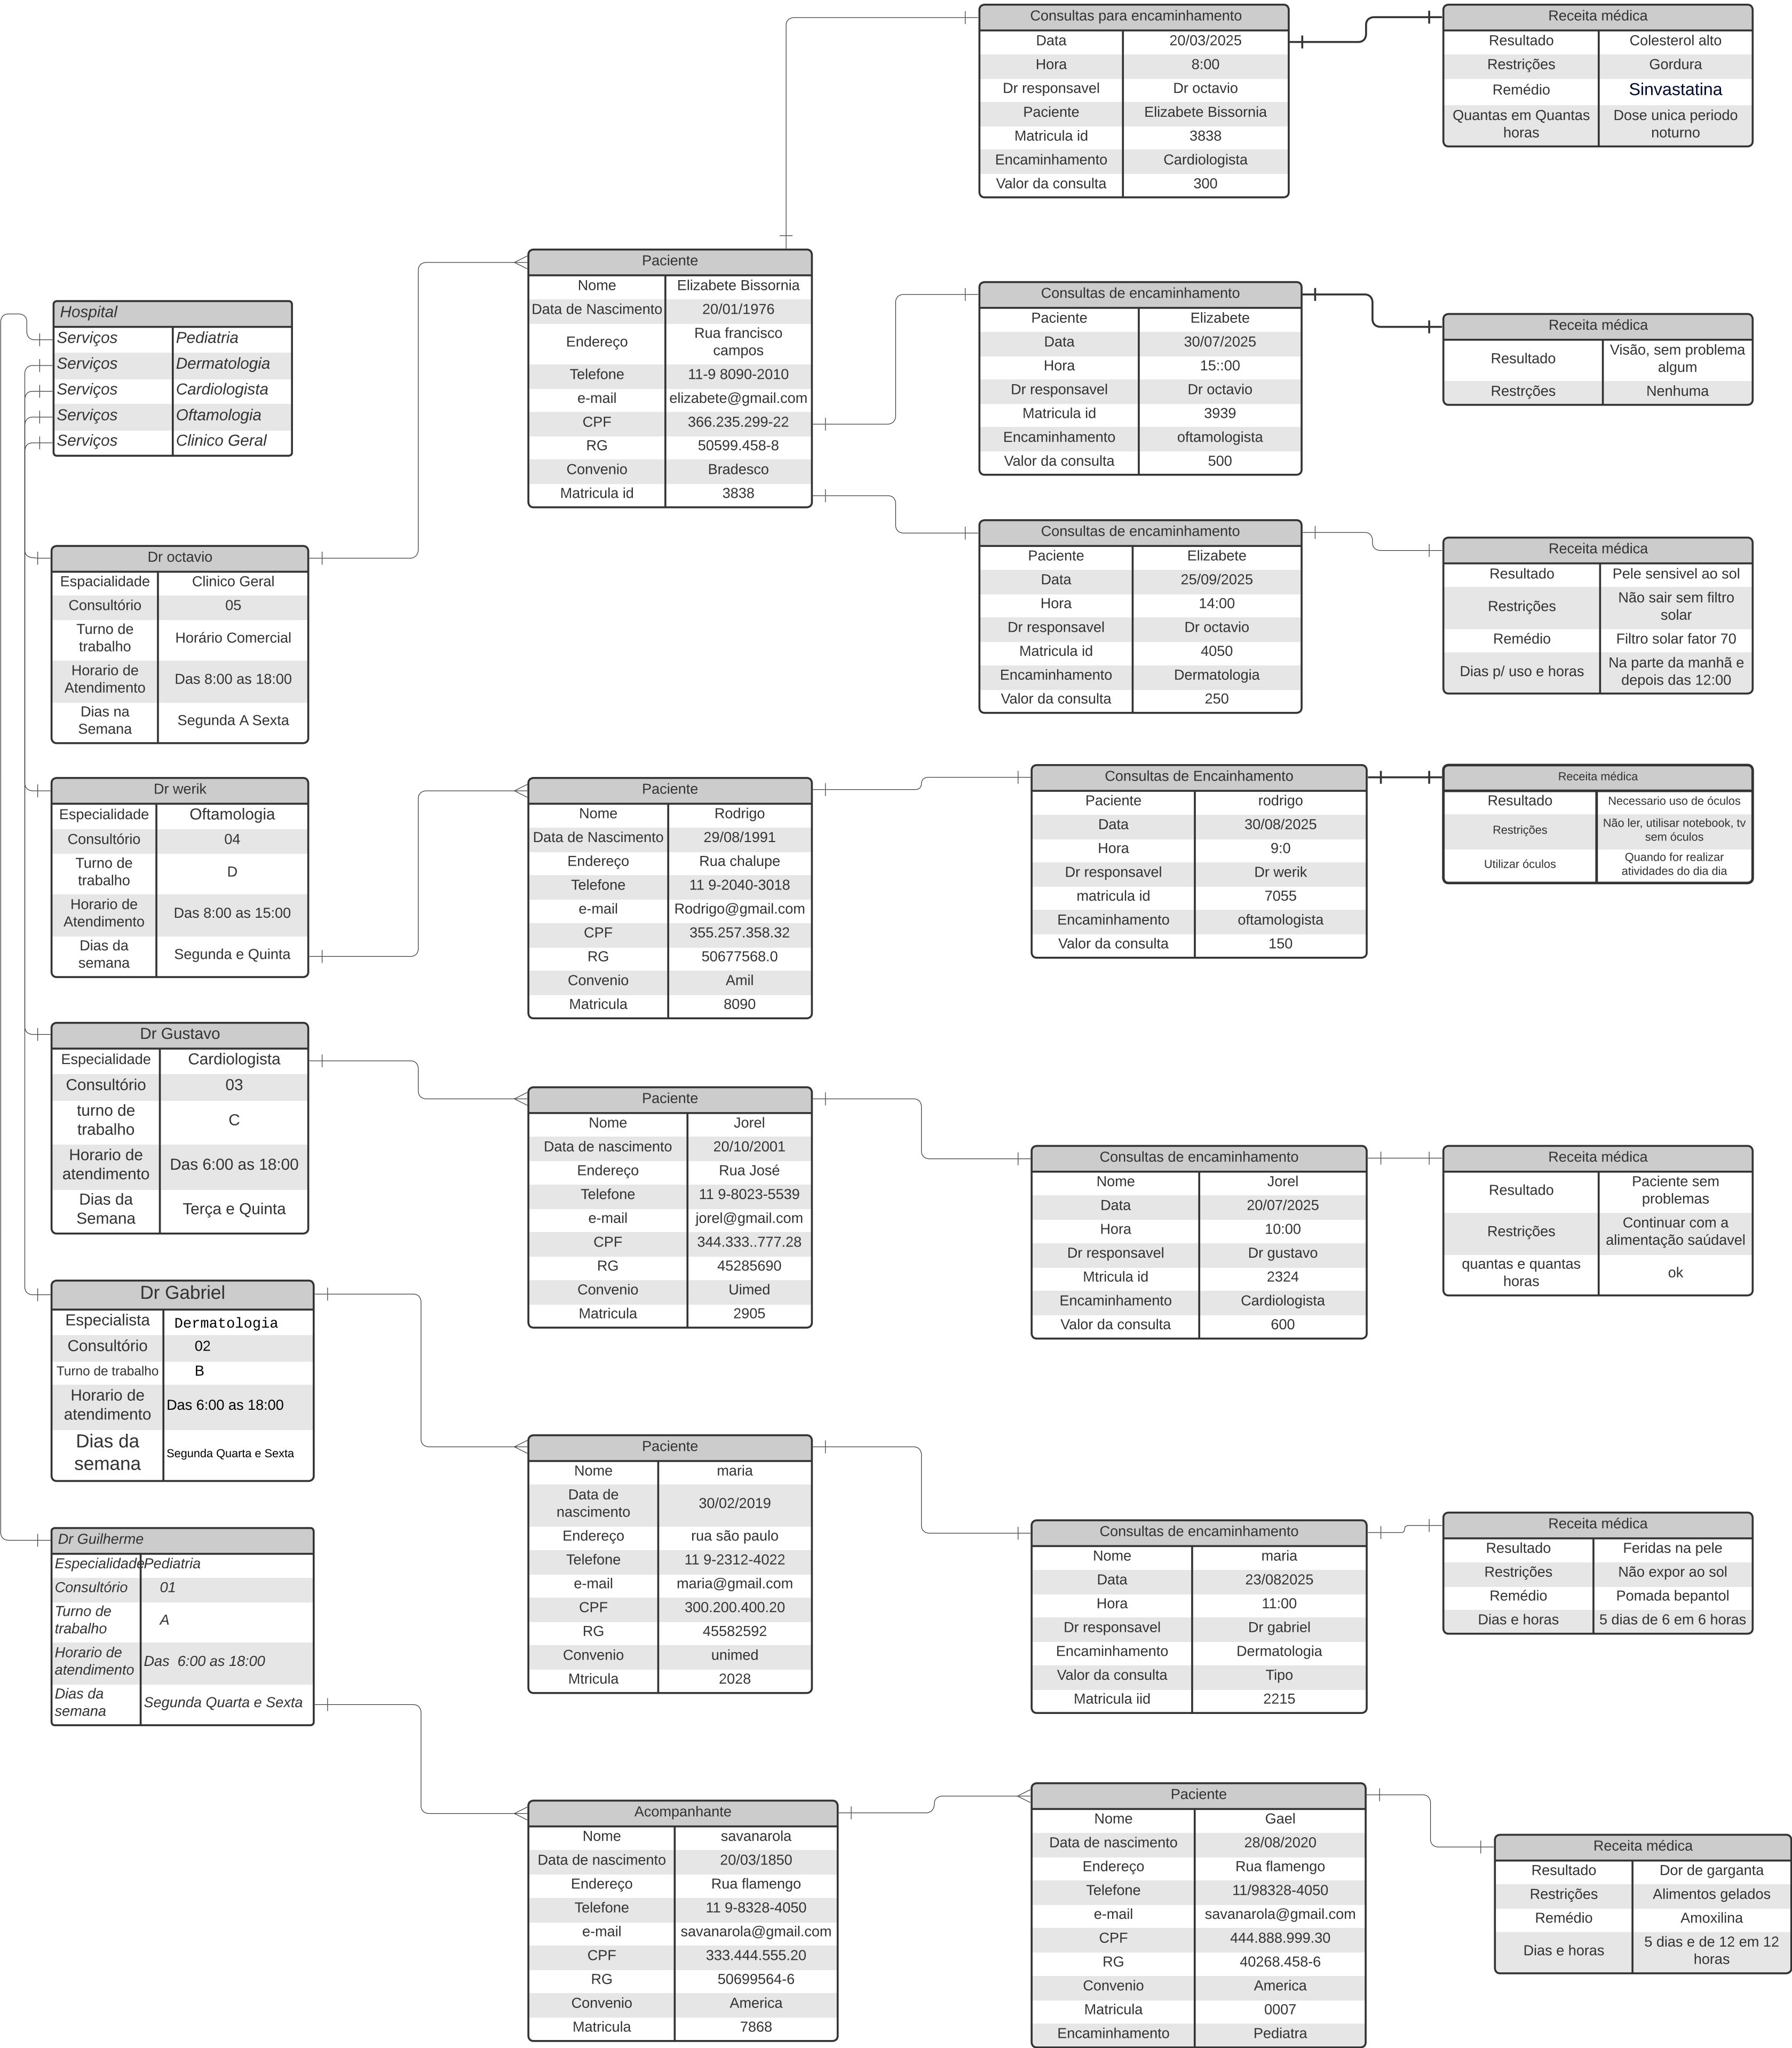 Consultas para encaminhamento
Data 20/03/2025
Hora 8:00
Dr responsavel Dr octavio
Paciente Elizabete Bissornia
Matricula id 3838
Encaminhamento Cardiologista
Valor da consulta 300
Receita médica
Resultado Colesterol alto
Restrições Gordura
Remédio Sinvastatina
Quantas em Quantas
horas
Dose unica periodo
noturno
Hospital
Serviços Pediatria
Serviços Dermatologia
Serviços Cardiologista
Serviços Oftamologia
Serviços Clinico Geral
Paciente
Nome Elizabete Bissornia
Data de Nascimento 20/01/1976
Endereço
Rua francisco
campos
Telefone 11-9 8090-2010
e-mail elizabete@gmail.com
CPF 366.235.299-22
RG 50599.458-8
Convenio Bradesco
Matricula id 3838
Consultas de encaminhamento
Paciente Elizabete
Data 30/07/2025
Hora 15::00
Dr responsavel Dr octavio
Matricula id 3939
Encaminhamento oftamologista
Valor da consulta 500
Receita médica
Resultado
Visão, sem problema
algum
Restrções Nenhuma
Dr octavio
Espacialidade Clinico Geral
Consultório 05
Turno de
trabalho
Horário Comercial
Horario de
Atendimento
Das 8:00 as 18:00
Dias na
Semana
Segunda A Sexta
Consultas de encaminhamento
Paciente Elizabete
Data 25/09/2025
Hora 14:00
Dr responsavel Dr octavio
Matricula id 4050
Encaminhamento Dermatologia
Valor da consulta 250
Receita médica
Resultado Pele sensivel ao sol
Restrições
Não sair sem filtro
solar
Remédio Filtro solar fator 70
Dias p/ uso e horas
Na parte da manhã e
depois das 12:00
Dr werik
Especialidade Oftamologia
Consultório 04
Turno de
trabalho
D
Horario de
Atendimento
Das 8:00 as 15:00
Dias da
semana
Segunda e Quinta
Paciente
Nome Rodrigo
Data de Nascimento 29/08/1991
Endereço Rua chalupe
Telefone 11 9-2040-3018
e-mail Rodrigo@gmail.com
CPF 355.257.358.32
RG 50677568.0
Convenio Amil
Matricula 8090
Consultas de Encainhamento
Paciente rodrigo
Data 30/08/2025
Hora 9:0
Dr responsavel Dr werik
matricula id 7055
Encaminhamento oftamologista
Valor da consulta 150
Receita médica
Resultado Necessario uso de óculos
Restrições
Não ler, utilisar notebook, tv
sem óculos
Utilizar óculos
Quando for realizar
atividades do dia dia
Dr Gustavo
Especialidade Cardiologista
Consultório 03
turno de
trabalho
C
Horario de
atendimento
Das 6:00 as 18:00
Dias da
Semana
Terça e Quinta
Paciente
Nome Jorel
Data de nascimento 20/10/2001
Endereço Rua José
Telefone 11 9-8023-5539
e-mail jorel@gmail.com
CPF 344.333..777.28
RG 45285690
Convenio Uimed
Matricula 2905
Consultas de encaminhamento
Nome Jorel
Data 20/07/2025
Hora 10:00
Dr responsavel Dr gustavo
Mtricula id 2324
Encaminhamento Cardiologista
Valor da consulta 600
Receita médica
Resultado
Paciente sem
problemas
Restrições
Continuar com a
alimentação saúdavel
quantas e quantas
horas
ok
Dr Gabriel
Especialista Dermatologia
Consultório 02
Turno de trabalho B
Horario de
atendimento
Das 6:00 as 18:00
Dias da
semana
Segunda Quarta e Sexta
Paciente
Nome maria
Data de
nascimento
30/02/2019
Endereço rua são paulo
Telefone 11 9-2312-4022
e-mail maria@gmail.com
CPF 300.200.400.20
RG 45582592
Convenio unimed
Mtricula 2028
Consultas de encaminhamento
Nome maria
Data 23/082025
Hora 11:00
Dr responsavel Dr gabriel
Encaminhamento Dermatologia
Valor da consulta Tipo
Matricula iid 2215
Receita médica
Resultado Feridas na pele
Restrições Não expor ao sol
Remédio Pomada bepantol
Dias e horas 5 dias de 6 em 6 horas
Dr Guilherme
Especialidade Pediatria
Consultório 01
Turno de
trabalho
A
Horario de
atendimento
Das 6:00 as 18:00
Dias da
semana
Segunda Quarta e Sexta
Acompanhante
Nome savanarola
Data de nascimento 20/03/1850
Endereço Rua flamengo
Telefone 11 9-8328-4050
e-mail savanarola@gmail.com
CPF 333.444.555.20
RG 50699564-6
Convenio America
Matricula 7868
Paciente
Nome Gael
Data de nascimento 28/08/2020
Endereço Rua flamengo
Telefone 11/98328-4050
e-mail savanarola@gmail.com
CPF 444.888.999.30
RG 40268.458-6
Convenio America
Matricula 0007
Encaminhamento Pediatra
Receita médica
Resultado Dor de garganta
Restrições Alimentos gelados
Remédio Amoxilina
Dias e horas
5 dias e de 12 em 12
horas